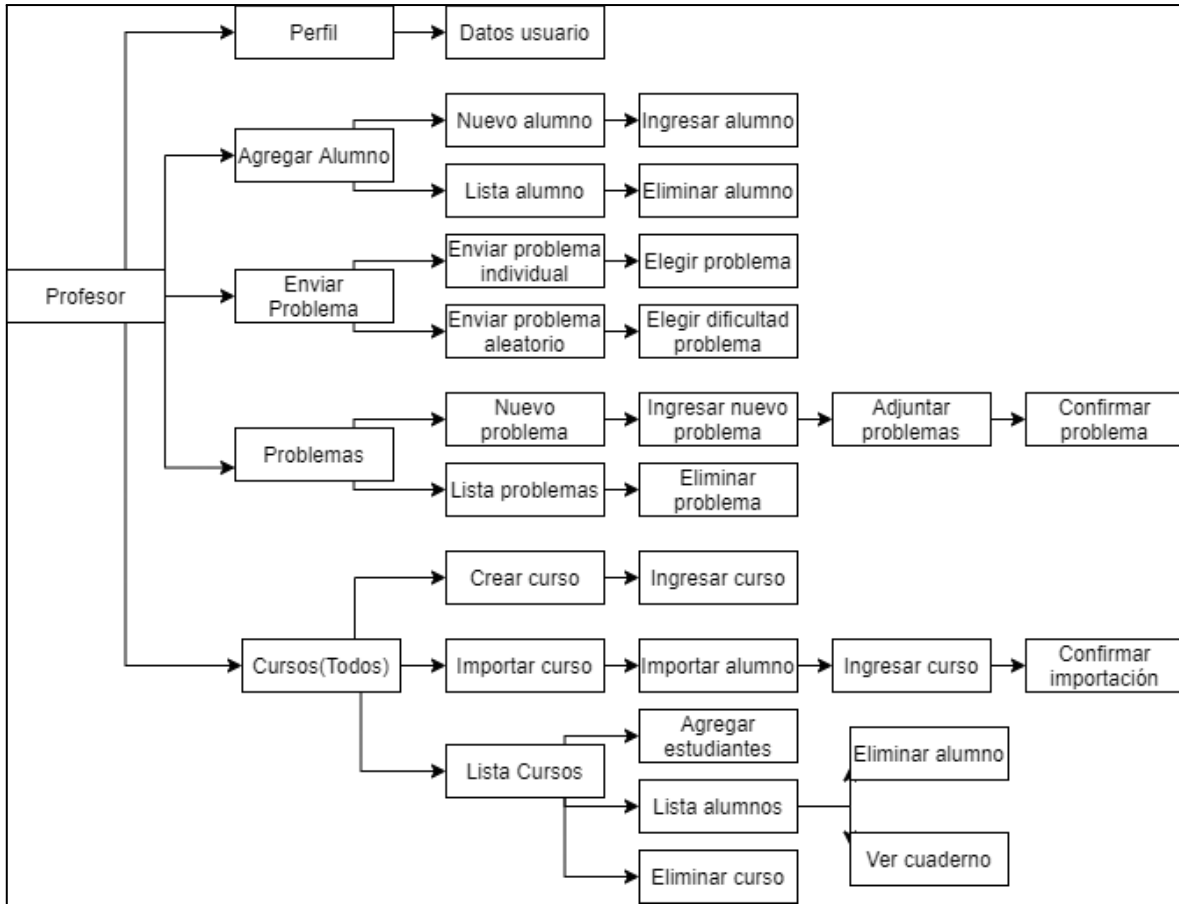 Perfil
Datos usuario
Nuevo alumno
Ingresar alumno
Agregar Alumno
Lista alumno
Eliminar alumno
Profesor
Enviar
Problema
Enviar problema
individual
Elegir problema
Enviar problema
aleatorio
Elegir dificultad
problema
Problemas
Nuevo
problema
Ingresar nuevo
problema
Adjuntar
problemas
Confirmar
problema
Lista problemas
Eliminar
problema
Crear curso
Ingresar curso
Cursos(Todos)
Importar curso
Importar alumno
Ingresar curso
Confirmar
importación
Lista Cursos
Agregar
estudiantes
Lista alumnos
Eliminar alumno
Ver cuaderno
Eliminar curso